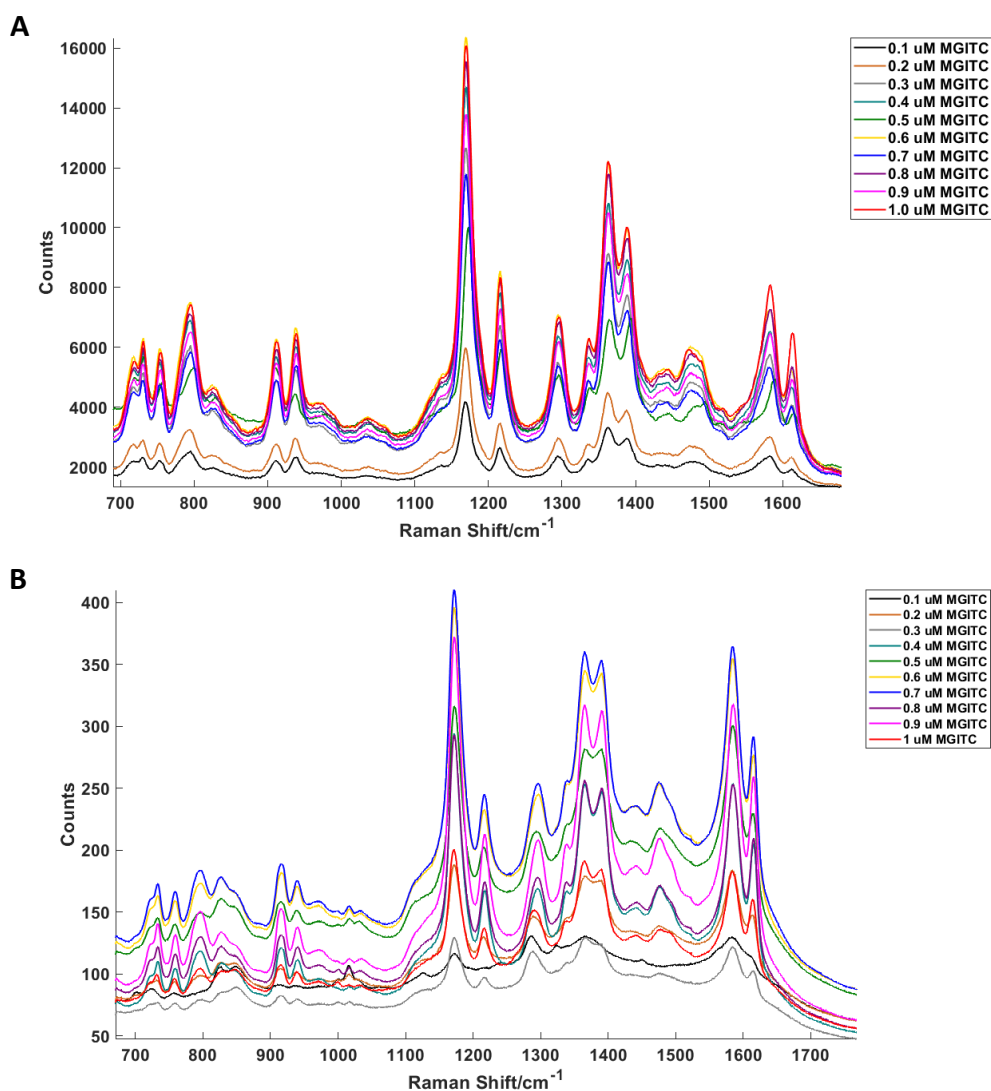 A
16000
14000
12000
10000
8000
6000
4000
2000
Counts
700 800 900 1000 1100 1200 1300 1400 1500 1600
Raman Shift/cm-1
0.1 uM MGITC
0.2 uM MGITC
0.3 uM MGITC
0.4 uM MGITC
0.5 uM MGITC
0.6 uM MGITC
0.7 uM MGITC
0.8 uM MGITC
0.9 uM MGITC
1.0 uM MGITC
B
400
350
300
250
200
150
100
50
Counts
700 800 900 1000 1100 1200 1300 1400 1500 1600 1700
Raman Shift/cm-1
0.1 uM MGITC
0.2 uM MGITC
0.3 uM MGITC
0.4 uM MGITC
0.5 uM MGITC
0.6 uM MGITC
0.7 uM MGITC
0.8 uM MGITC
0.9 uM MGITC
1 uM MGITC